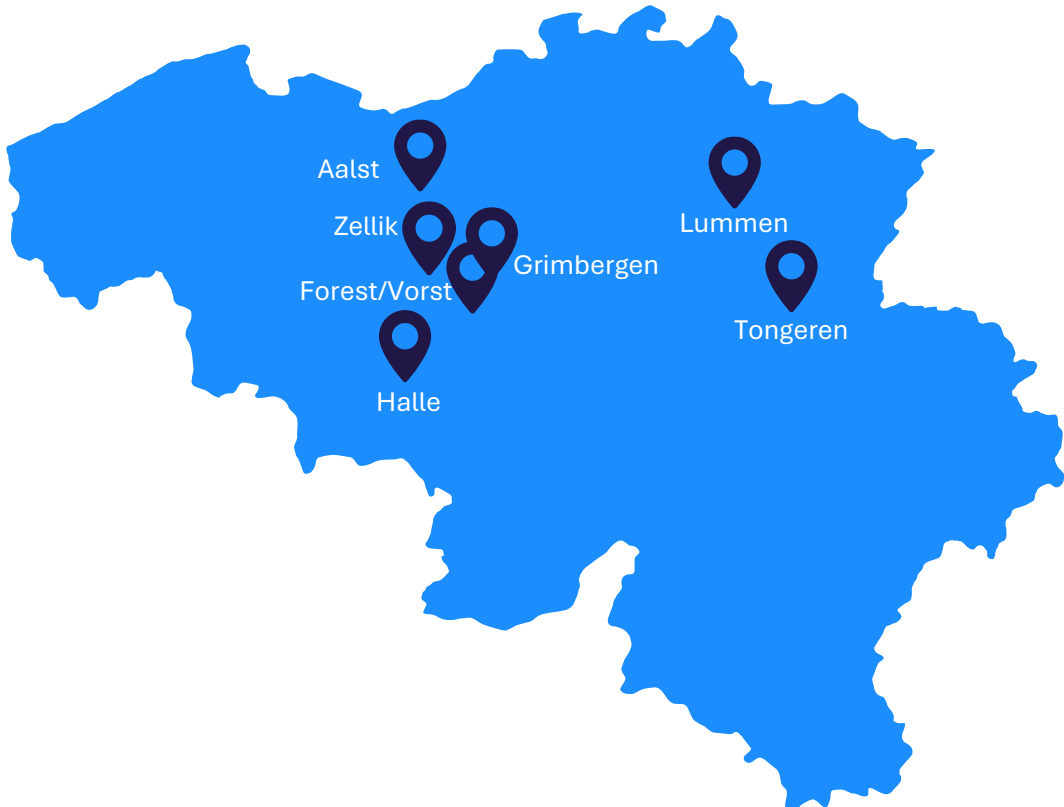 Aalst
Zellik
Lummen
Grimbergen
Forest/Vorst
Tongeren
Halle